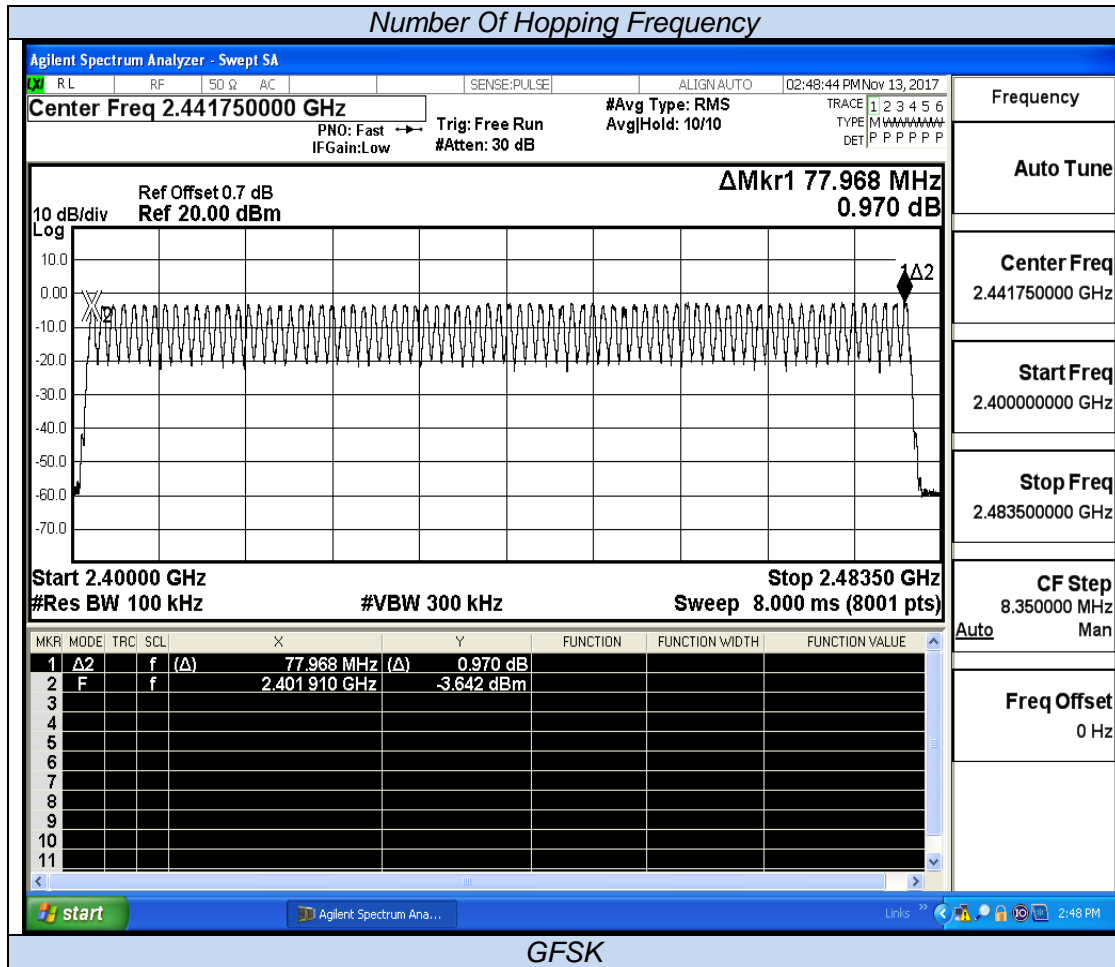 Number Of Hopping Frequency
Agilent Spectrum Analyzer - Swept SA
LXI RL RF 50 Ω AC SENSE:PULSE ALIGN AUTO 02:48:44 PM Nov 13, 2017
Center Freq 2.441750000 GHz
PNO: Fast
IFGain:Low
Trig: Free Run
#Atten: 30 dB
#Avg Type: RMS
Avg|Hold: 10/10
TRACE 1 2 3 4 5 6
TYPE M WWWWW
DET P P P P P P
Ref Offset 0.7 dB
10 dB/div Ref 20.00 dBm
Log
ΔMkr1 77.968 MHz
0.970 dB
10.0
0.00
-10.0
-20.0
-30.0
-40.0
-50.0
-60.0
-70.0
1Δ2
2
Start 2.40000 GHz Stop 2.48350 GHz
#Res BW 100 kHz #VBW 300 kHz Sweep 8.000 ms (8001 pts)
MKR MODE TRC SCL X Y FUNCTION FUNCTION WIDTH FUNCTION VALUE
1 Δ2 f (Δ) 77.968 MHz (Δ) 0.970 dB
2 F f 2.401 910 GHz -3.642 dBm
3
4
5
6
7
8
9
10
11
Frequency
Auto Tune
Center Freq
2.441750000 GHz
Start Freq
2.400000000 GHz
Stop Freq
2.483500000 GHz
CF Step
8.350000 MHz
Auto Man
Freq Offset
0 Hz
start Agilent Spectrum Ana... Links » 2:48 PM
GFSK